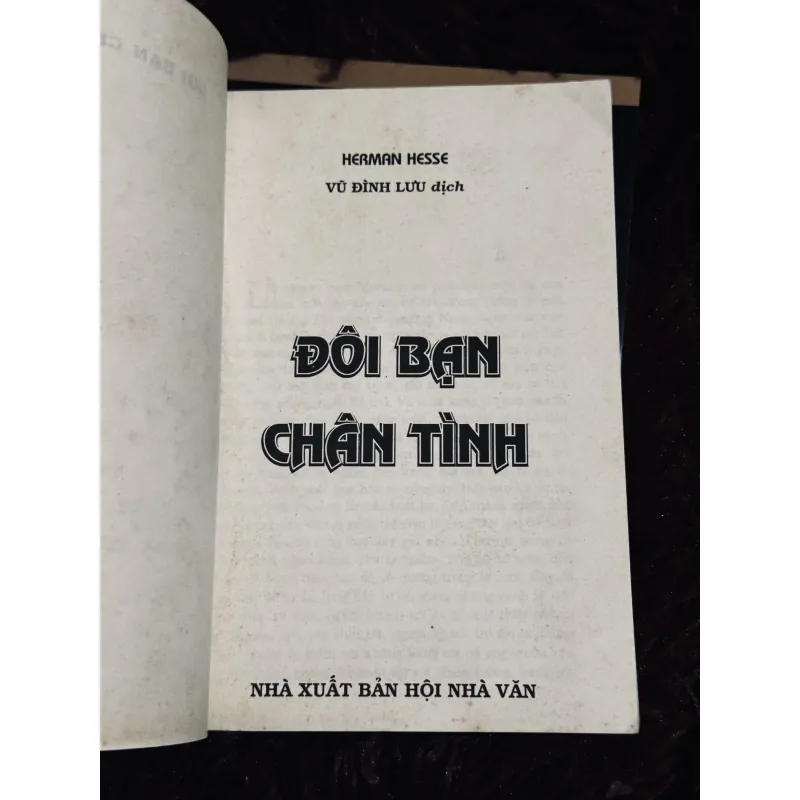 HERMAN HESSE
VŨ ĐÌNH LƯU dịch
ĐÔI BẠN
CHÂN TÌNH
NHÀ XUẤT BẢN HỘI NHÀ VĂN